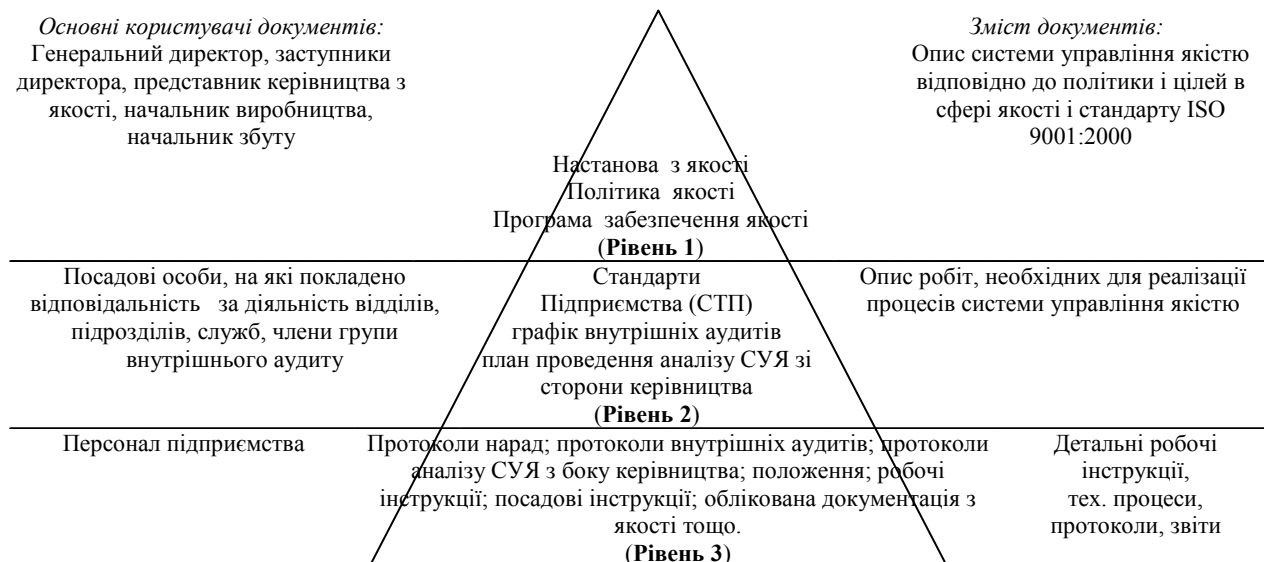 Основні користувачі документів:
Генеральний директор, заступники
директора, представник керівництва з
якості, начальник виробництва,
начальник збуту
Зміст документів:
Опис системи управління якістю
відповідно до політики і цілей в
сфері якості і стандарту ISO
9001:2000
Настанова з якості
Політика якості
Програма забезпечення якості
(Рівень 1)
Посадові особи, на які покладено
відповідальність за діяльність відділів,
підрозділів, служб, члени групи
внутрішнього аудиту
Стандарти
Підприємства (СТП)
графік внутрішніх аудитів
план проведення аналізу СУЯ зі
сторони керівництва
(Рівень 2)
Опис робіт, необхідних для реалізації
процесів системи управління якістю
Персонал підприємства
Протоколи нарад; протоколи внутрішніх аудитів; протоколи
аналізу СУЯ з боку керівництва; положення; робочі
інструкції; посадові інструкції; облікована документація з
якості тощо.
(Рівень 3)
Детальні робочі
інструкції,
тех. процеси,
протоколи, звіти